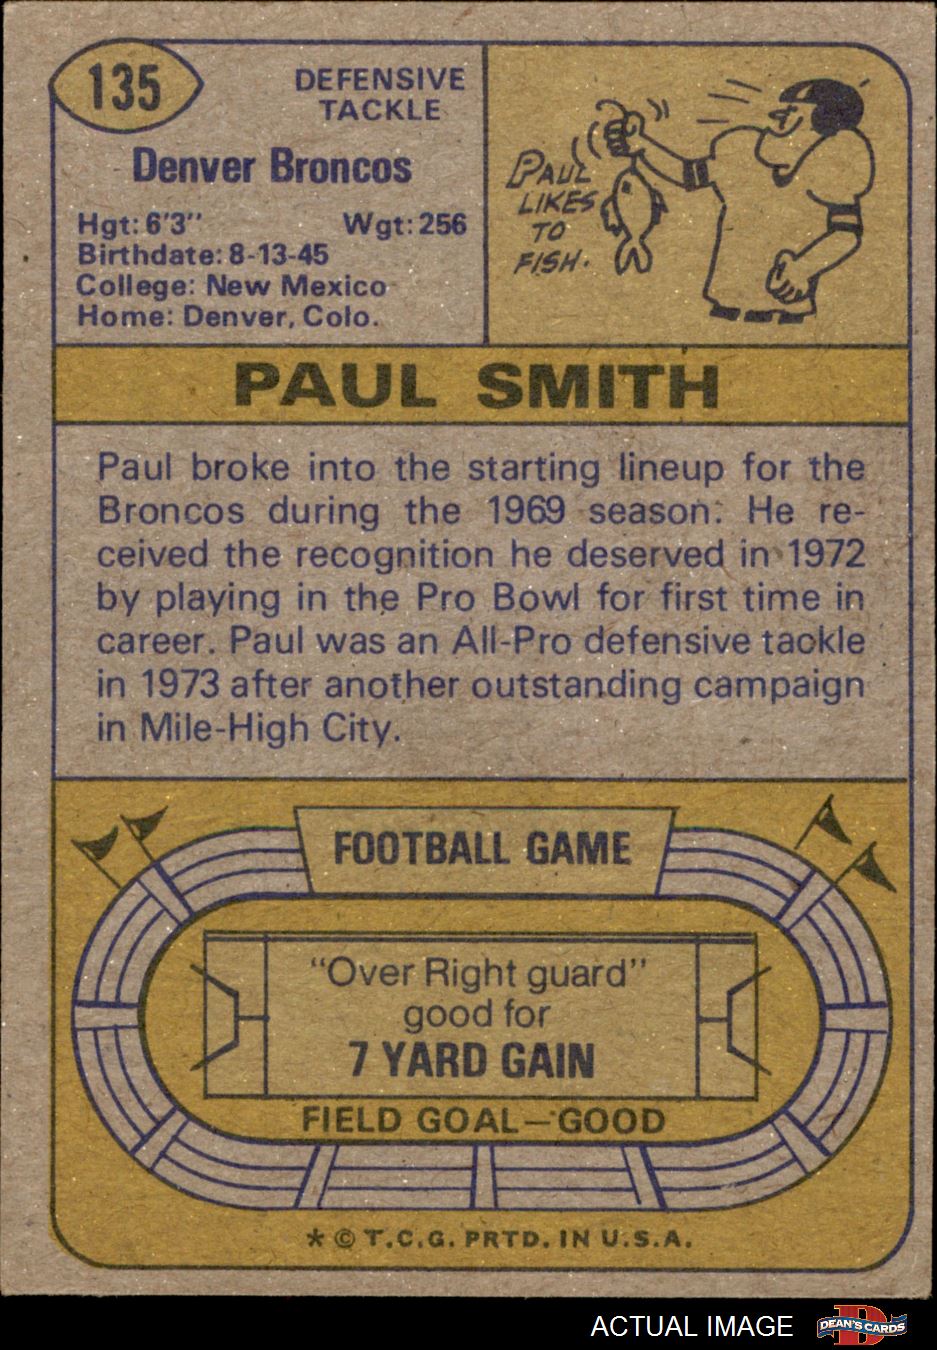 135
DEFENSIVE
TACKLE
Denver Broncos
Hgt: 6'3" Wgt: 256
Birthdate: 8-13-45
College: New Mexico
Home: Denver, Colo.
PAUL
LIKES
TO
FISH.
PAUL SMITH
Paul broke into the starting lineup for the
Broncos during the 1969 season. He re-
ceived the recognition he deserved in 1972
by playing in the Pro Bowl for first time in
career. Paul was an All-Pro defensive tackle
in 1973 after another outstanding campaign
in Mile-High City.
FOOTBALL GAME
"Over Right guard"
good for
7 YARD GAIN
FIELD GOAL—GOOD
* © T.C.G. PRTD. IN U.S.A.
ACTUAL IMAGE
D
DEAN'S CARDS